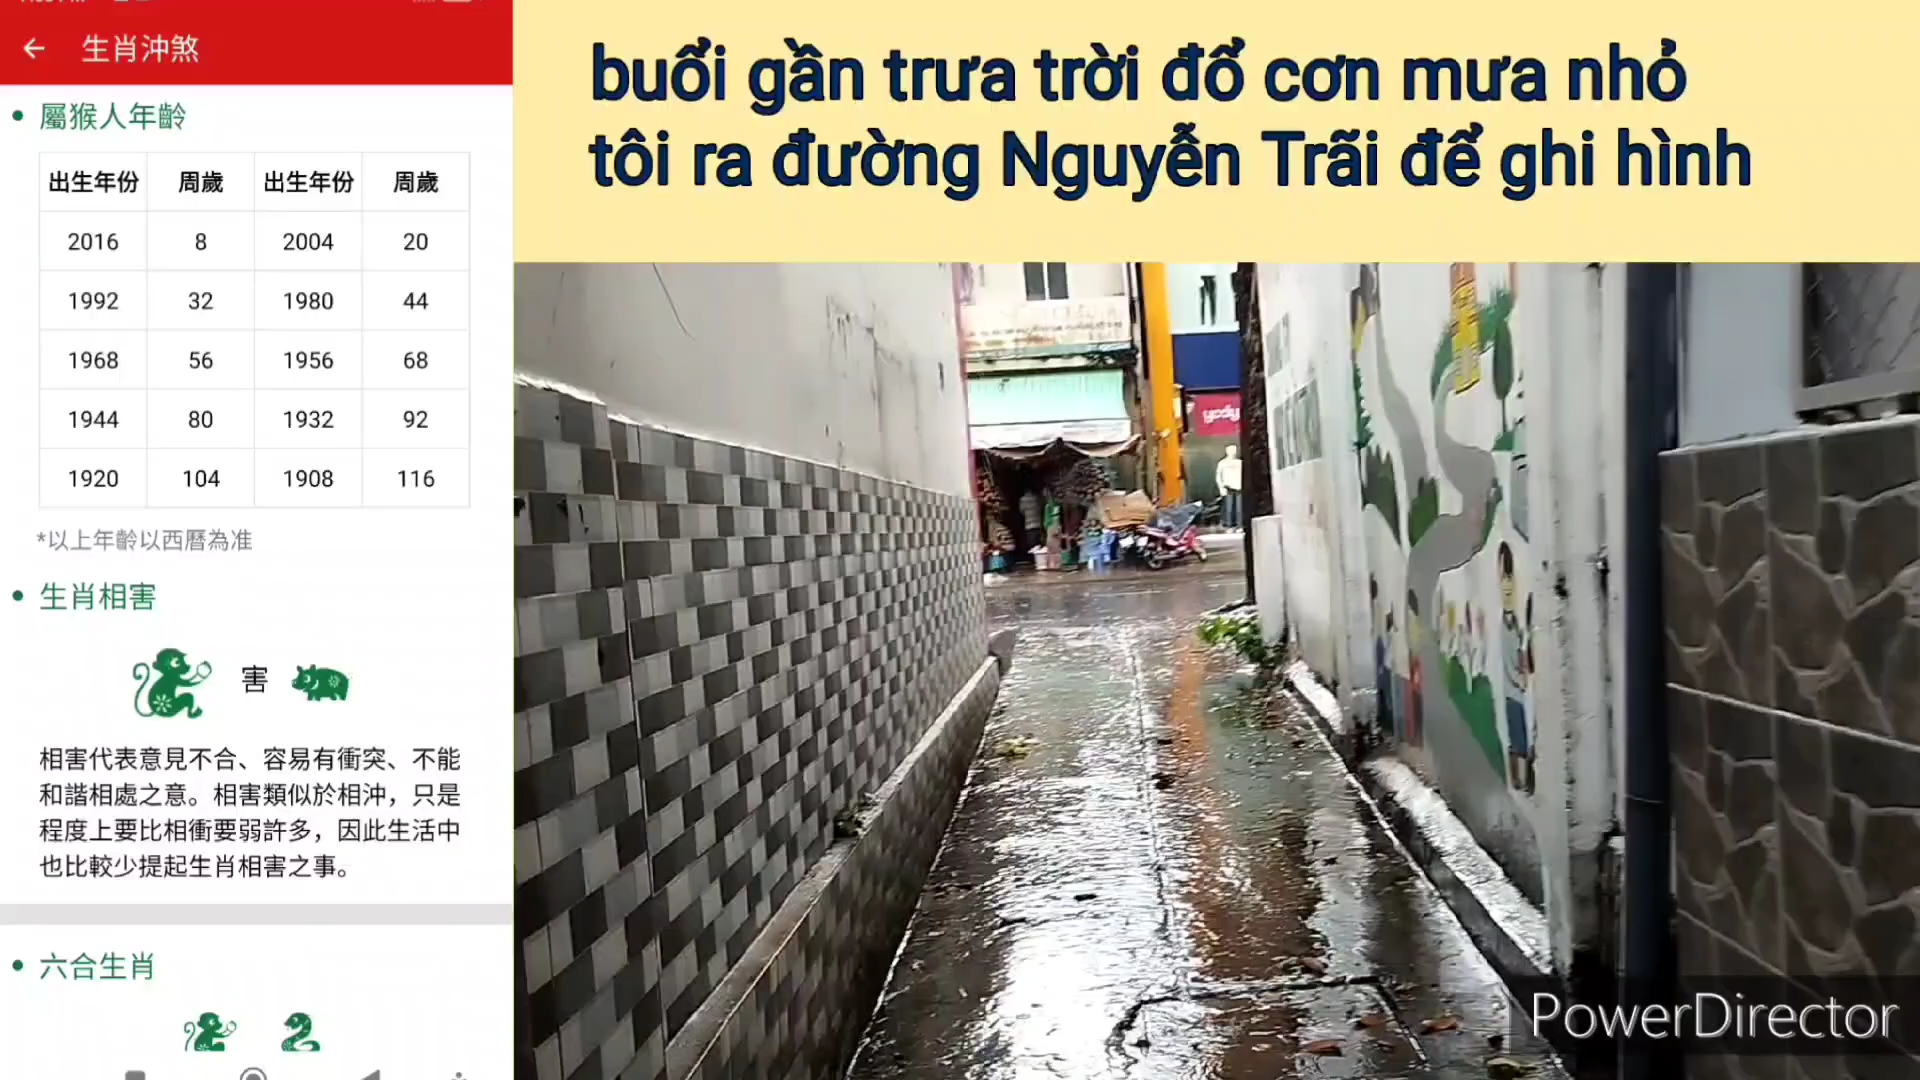 生肖沖煞
屬猴人年齡
出生年份 周歲 出生年份 周歲
2016 8 2004 20
1992 32 1980 44
1968 56 1956 68
1944 80 1932 92
1920 104 1908 116
*以上年齡以西曆為准
生肖相害
害
相害代表意見不合、容易有衝突、不能
和諧相處之意。相害類似於相沖，只是
程度上要比相衝要弱許多，因此生活中
也比較少提起生肖相害之事。
六合生肖
buổi gần trưa trời đổ cơn mưa nhỏ
tôi ra đường Nguyễn Trãi để ghi hình
yody
PowerDirector